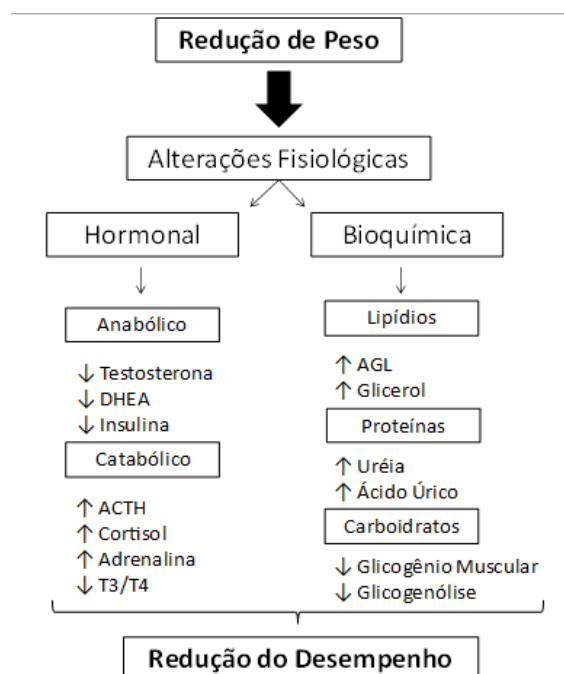 Redução de Peso
Alterações Fisiológicas
Hormonal
Bioquímica
Anabólico
↓ Testosterona
↓ DHEA
↓ Insulina
Catabólico
↑ ACTH
↑ Cortisol
↑ Adrenalina
↓ T3/T4
Lipídios
↑ AGL
↑ Glicerol
Proteínas
↑ Uréia
↑ Ácido Úrico
Carboidratos
↓ Glicogênio Muscular
↓ Glicogenólise
Redução do Desempenho